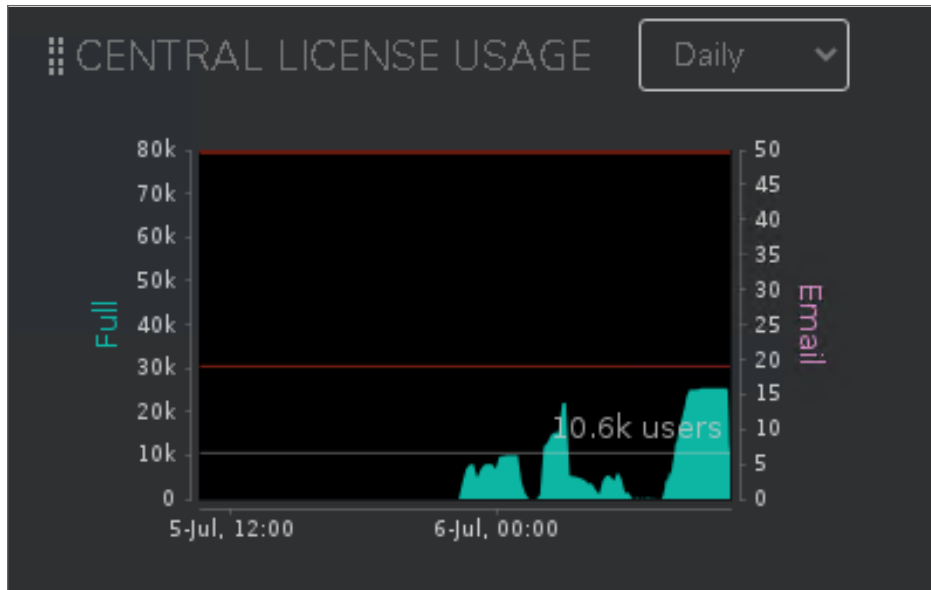 CENTRAL LICENSE USAGE
Daily
80k
70k
60k
50k
40k
30k
20k
10k
0
Full
50
45
40
35
30
25
20
15
10
5
0
Email
10.6k users
5-Jul, 12:00
6-Jul, 00:00